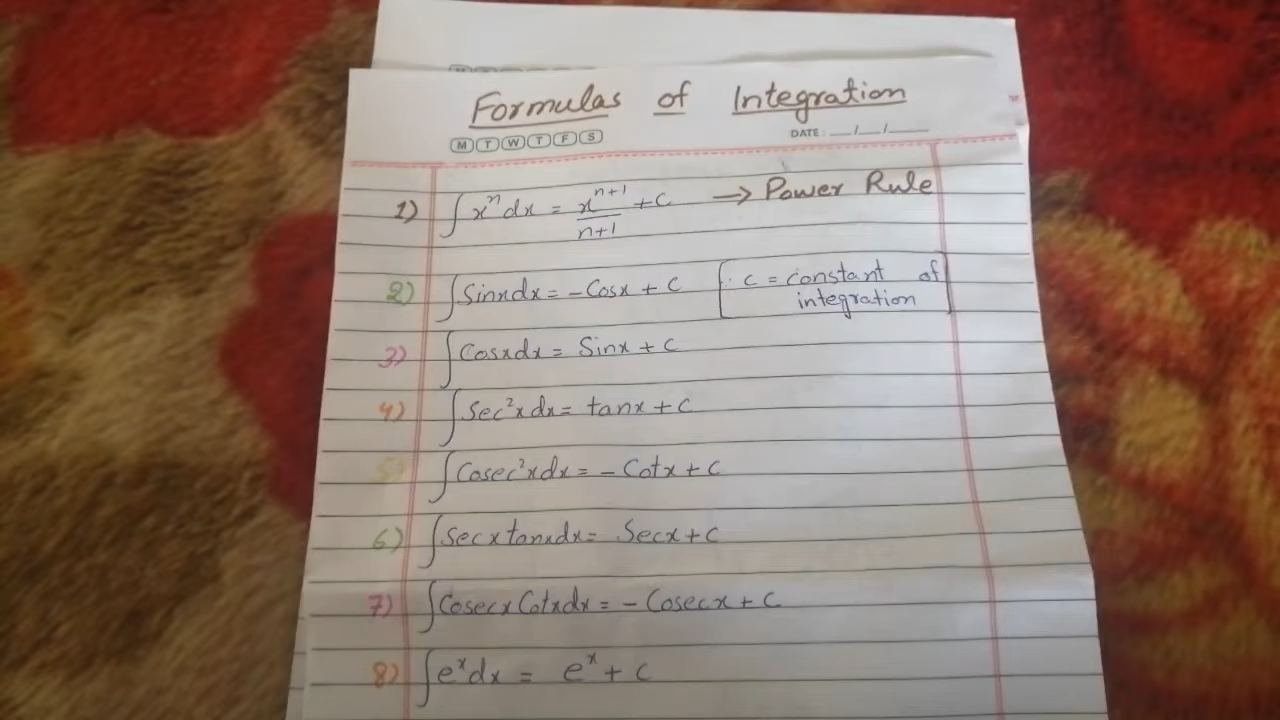 Formulas of Integration
M T W T F S
DATE: __/__/____
1) ∫xⁿdx = xⁿ⁺¹/n+1 + C → Power Rule
2) ∫Sinxdx = -Cosx + C [∵ C = constant of
integration]
3) ∫Cosxdx = Sinx + C
4) ∫Sec²xdx = tanx + C
5) ∫Cosec²xdx = - Cotx + C
6) ∫Secxtanxdx = Secx + C
7) ∫CosecxCotxdx = - Cosecx + C
8) ∫eˣdx = eˣ + C